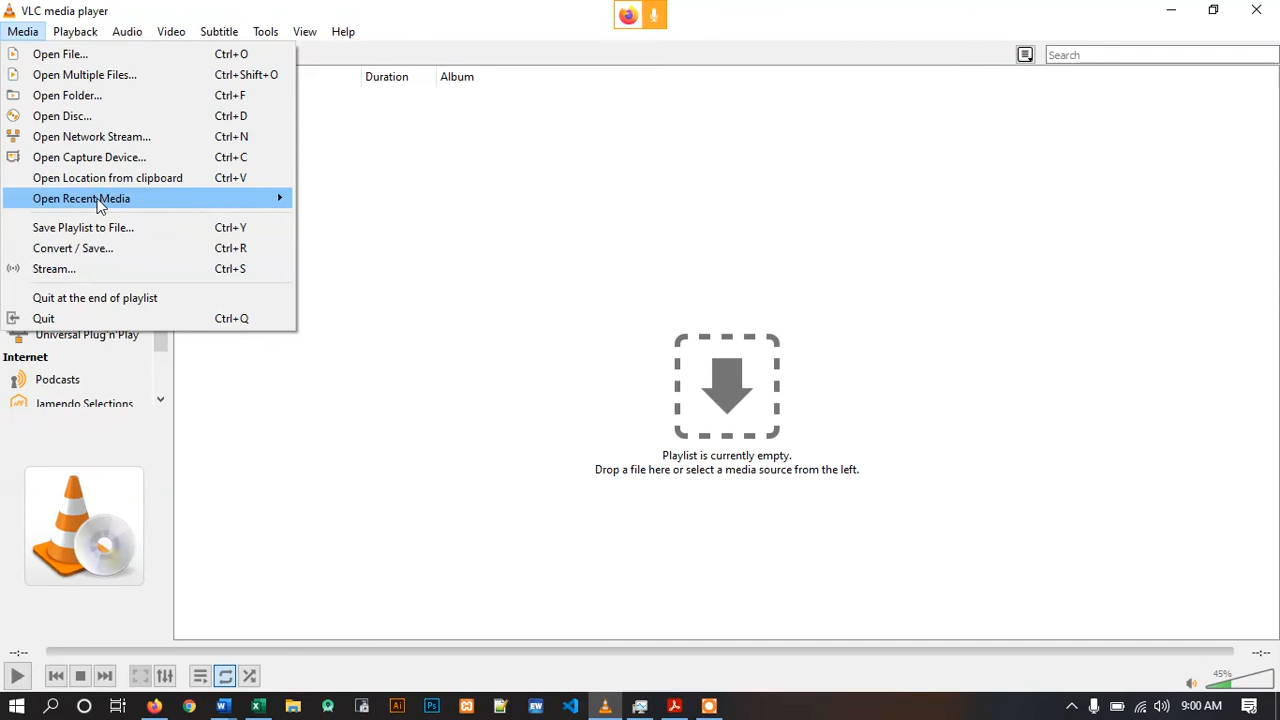 VLC media player
Media Playback Audio Video Subtitle Tools View Help
Open File... Ctrl+O
Search
Open Multiple Files... Ctrl+Shift+O
Duration Album
Open Folder... Ctrl+F
Open Disc... Ctrl+D
Open Network Stream... Ctrl+N
Open Capture Device... Ctrl+C
Open Location from clipboard Ctrl+V
Open Recent Media
Save Playlist to File... Ctrl+Y
Convert / Save... Ctrl+R
Stream... Ctrl+S
Quit at the end of playlist
Quit Ctrl+Q
Universal Plug'n'Play
Internet
Podcasts
Jamendo Selections
Playlist is currently empty.
Drop a file here or select a media source from the left.
--:-- --:--
45%
W X Ai Ps EW 9:00 AM